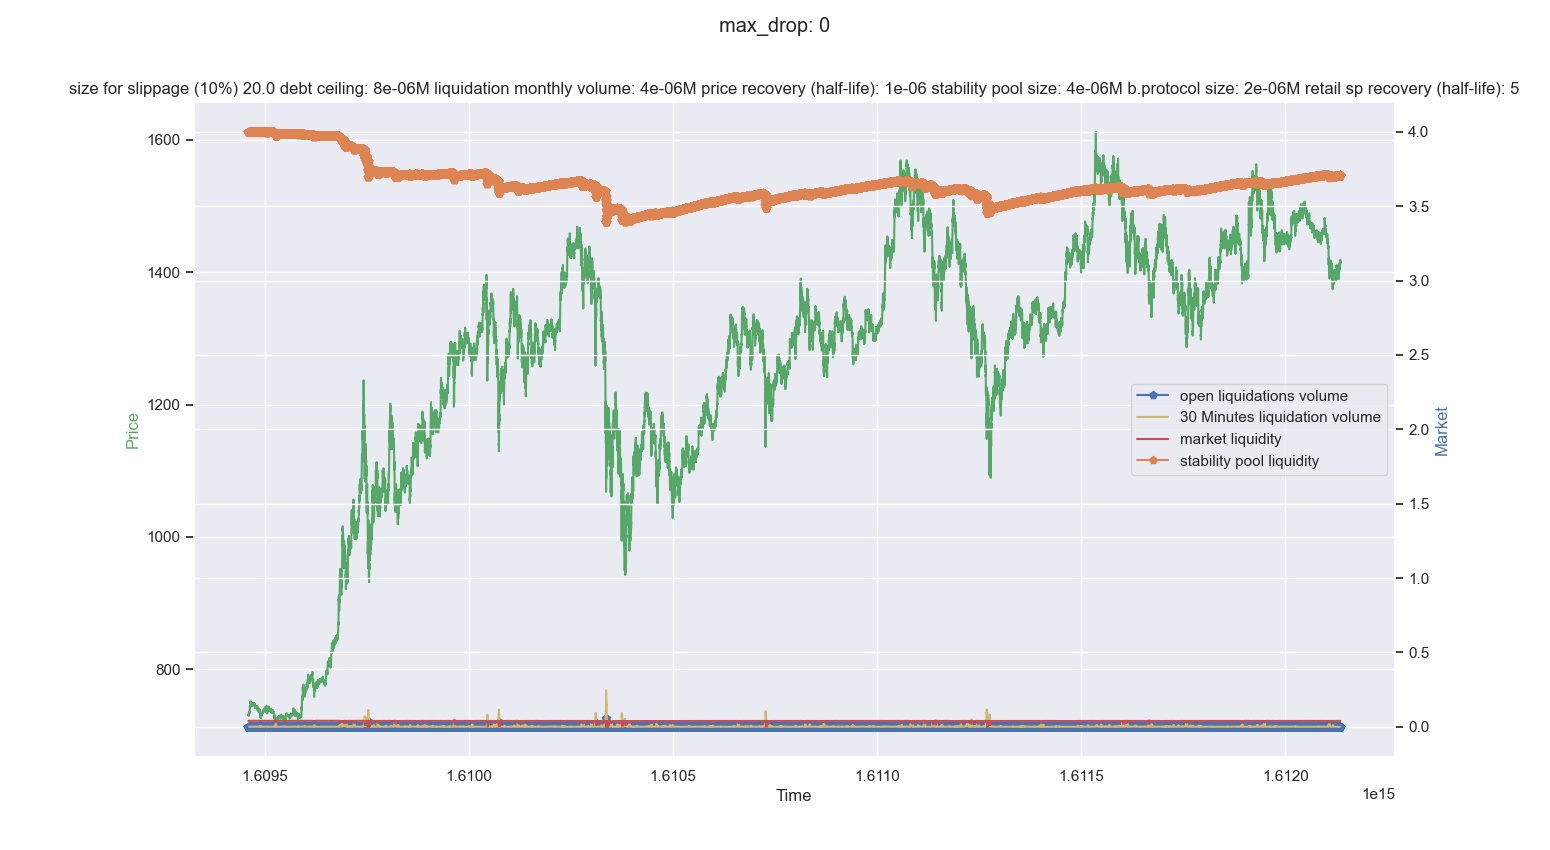 max_drop: 0
size for slippage (10%) 20.0 debt ceiling: 8e-06M liquidation monthly volume: 4e-06M price recovery (half-life): 1e-06 stability pool size: 4e-06M b.protocol size: 2e-06M retail sp recovery (half-life): 5
1600
1400
1200
1000
800
Price
4.0
3.5
3.0
2.5
2.0
1.5
1.0
0.5
0.0
Market
open liquidations volume
30 Minutes liquidation volume
market liquidity
stability pool liquidity
1.6095
1.6100
1.6105
1.6110
1.6115
1.6120
1e15
Time